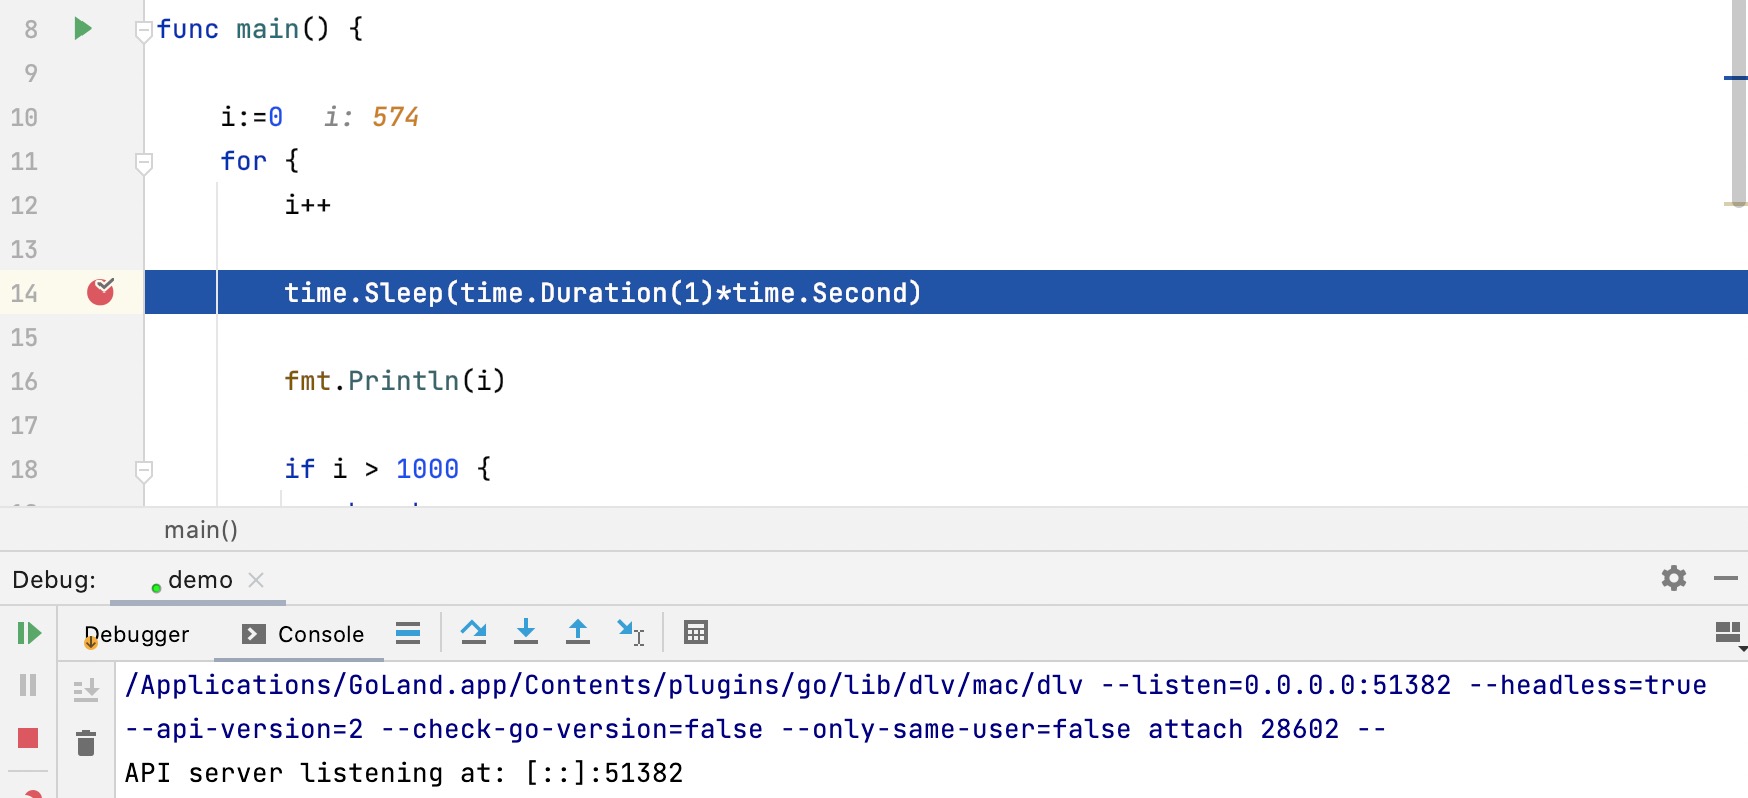 8 func main() {
9
10 i:=0 i: 574
11 for {
12 i++
13
14 time.Sleep(time.Duration(1)*time.Second)
15
16 fmt.Println(i)
17
18 if i > 1000 {
main()
Debug: demo
Debugger Console
/Applications/GoLand.app/Contents/plugins/go/lib/dlv/mac/dlv --listen=0.0.0.0:51382 --headless=true
--api-version=2 --check-go-version=false --only-same-user=false attach 28602 --
API server listening at: [::]:51382